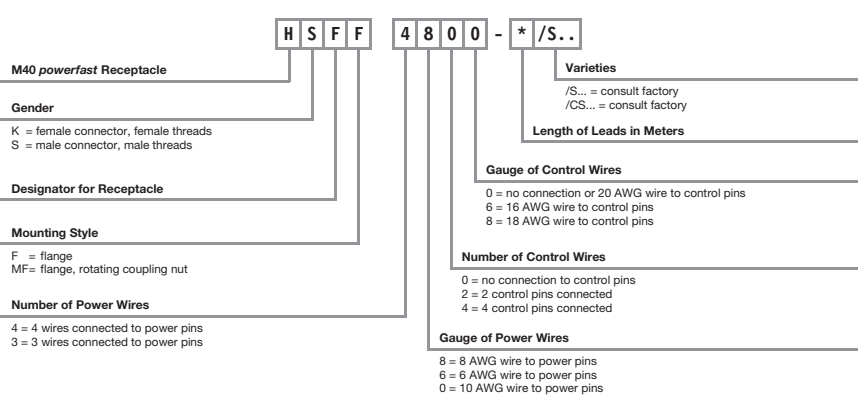 H S F F 4 8 0 0 - * /S..
M40 powerfast Receptacle
Gender
K = female connector, female threads
S = male connector, male threads
Designator for Receptacle
Mounting Style
F = flange
MF= flange, rotating coupling nut
Number of Power Wires
4 = 4 wires connected to power pins
3 = 3 wires connected to power pins
Varieties
/S... = consult factory
/CS... = consult factory
Length of Leads in Meters
Gauge of Control Wires
0 = no connection or 20 AWG wire to control pins
6 = 16 AWG wire to control pins
8 = 18 AWG wire to control pins
Number of Control Wires
0 = no connection to control pins
2 = 2 control pins connected
4 = 4 control pins connected
Gauge of Power Wires
8 = 8 AWG wire to power pins
6 = 6 AWG wire to power pins
0 = 10 AWG wire to power pins